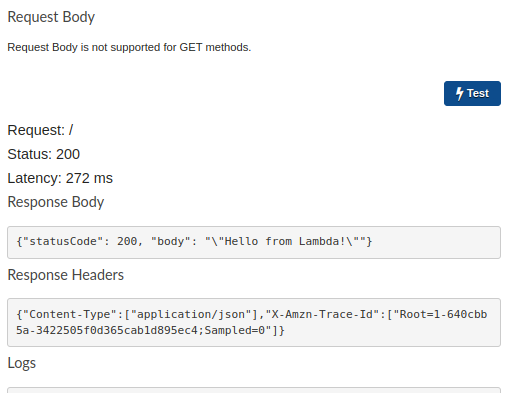 Request Body
Request Body is not supported for GET methods.
Test
Request: /
Status: 200
Latency: 272 ms
Response Body
{"statusCode": 200, "body": "\"Hello from Lambda!\""}
Response Headers
{"Content-Type":["application/json"],"X-Amzn-Trace-Id":["Root=1-640cbb
5a-3422505f0d365cab1d895ec4;Sampled=0"]}
Logs